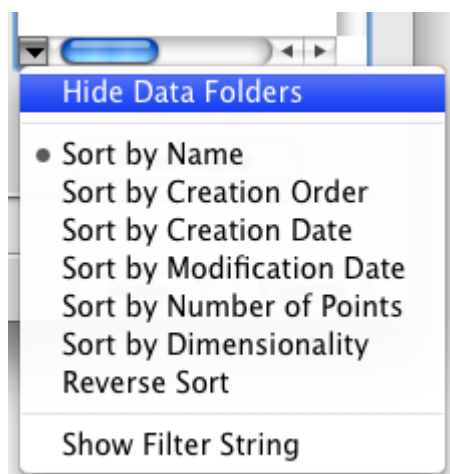 Hide Data Folders
Sort by Name
Sort by Creation Order
Sort by Creation Date
Sort by Modification Date
Sort by Number of Points
Sort by Dimensionality
Reverse Sort
Show Filter String